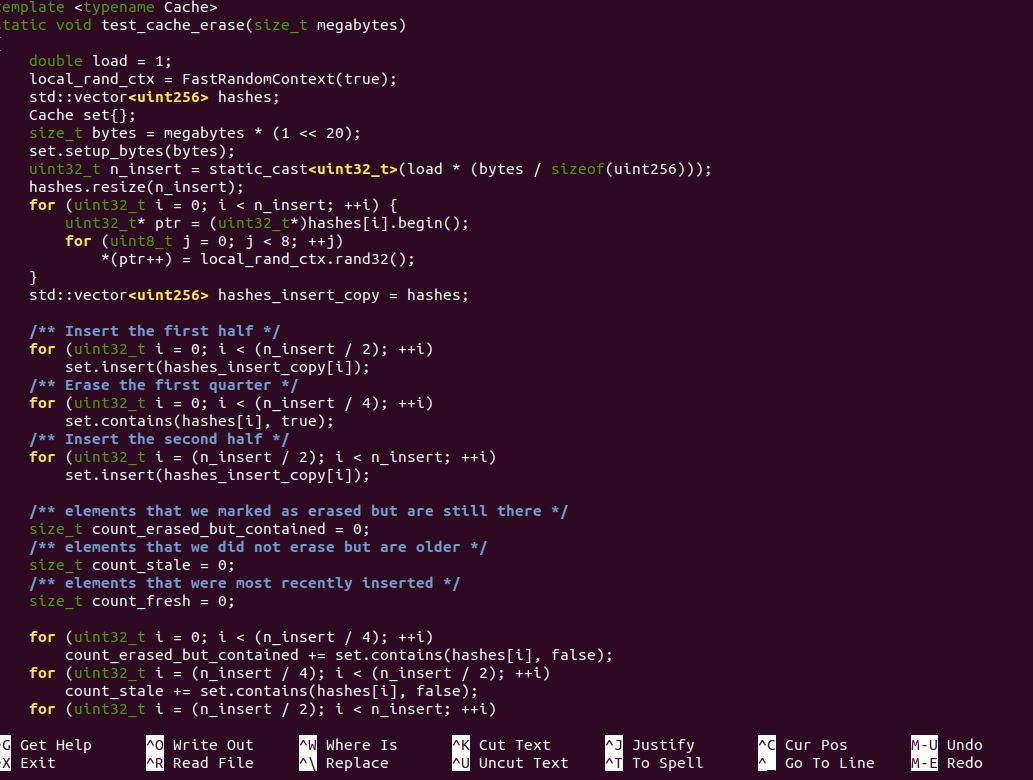 template <typename Cache>
static void test_cache_erase(size_t megabytes)
{
    double load = 1;
    local_rand_ctx = FastRandomContext(true);
    std::vector<uint256> hashes;
    Cache set{};
    size_t bytes = megabytes * (1 << 20);
    set.setup_bytes(bytes);
    uint32_t n_insert = static_cast<uint32_t>(load * (bytes / sizeof(uint256)));
    hashes.resize(n_insert);
    for (uint32_t i = 0; i < n_insert; ++i) {
        uint32_t* ptr = (uint32_t*)hashes[i].begin();
        for (uint8_t j = 0; j < 8; ++j)
            *(ptr++) = local_rand_ctx.rand32();
    }
    std::vector<uint256> hashes_insert_copy = hashes;

    /** Insert the first half */
    for (uint32_t i = 0; i < (n_insert / 2); ++i)
        set.insert(hashes_insert_copy[i]);
    /** Erase the first quarter */
    for (uint32_t i = 0; i < (n_insert / 4); ++i)
        set.contains(hashes[i], true);
    /** Insert the second half */
    for (uint32_t i = (n_insert / 2); i < n_insert; ++i)
        set.insert(hashes_insert_copy[i]);

    /** elements that we marked as erased but are still there */
    size_t count_erased_but_contained = 0;
    /** elements that we did not erase but are older */
    size_t count_stale = 0;
    /** elements that were most recently inserted */
    size_t count_fresh = 0;

    for (uint32_t i = 0; i < (n_insert / 4); ++i)
        count_erased_but_contained += set.contains(hashes[i], false);
    for (uint32_t i = (n_insert / 4); i < (n_insert / 2); ++i)
        count_stale += set.contains(hashes[i], false);
    for (uint32_t i = (n_insert / 2); i < n_insert; ++i)

^G Get Help ^O Write Out ^W Where Is ^K Cut Text ^J Justify ^C Cur Pos M-U Undo
^X Exit ^R Read File ^\ Replace ^U Uncut Text ^T To Spell ^_ Go To Line M-E Redo